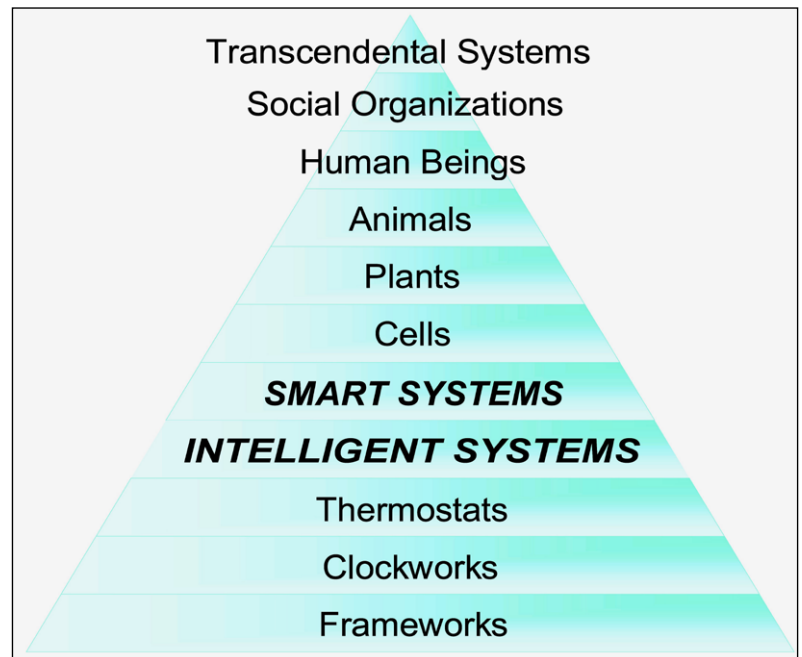 Transcendental Systems
Social Organizations
Human Beings
Animals
Plants
Cells
SMART SYSTEMS
INTELLIGENT SYSTEMS
Thermostats
Clockworks
Frameworks